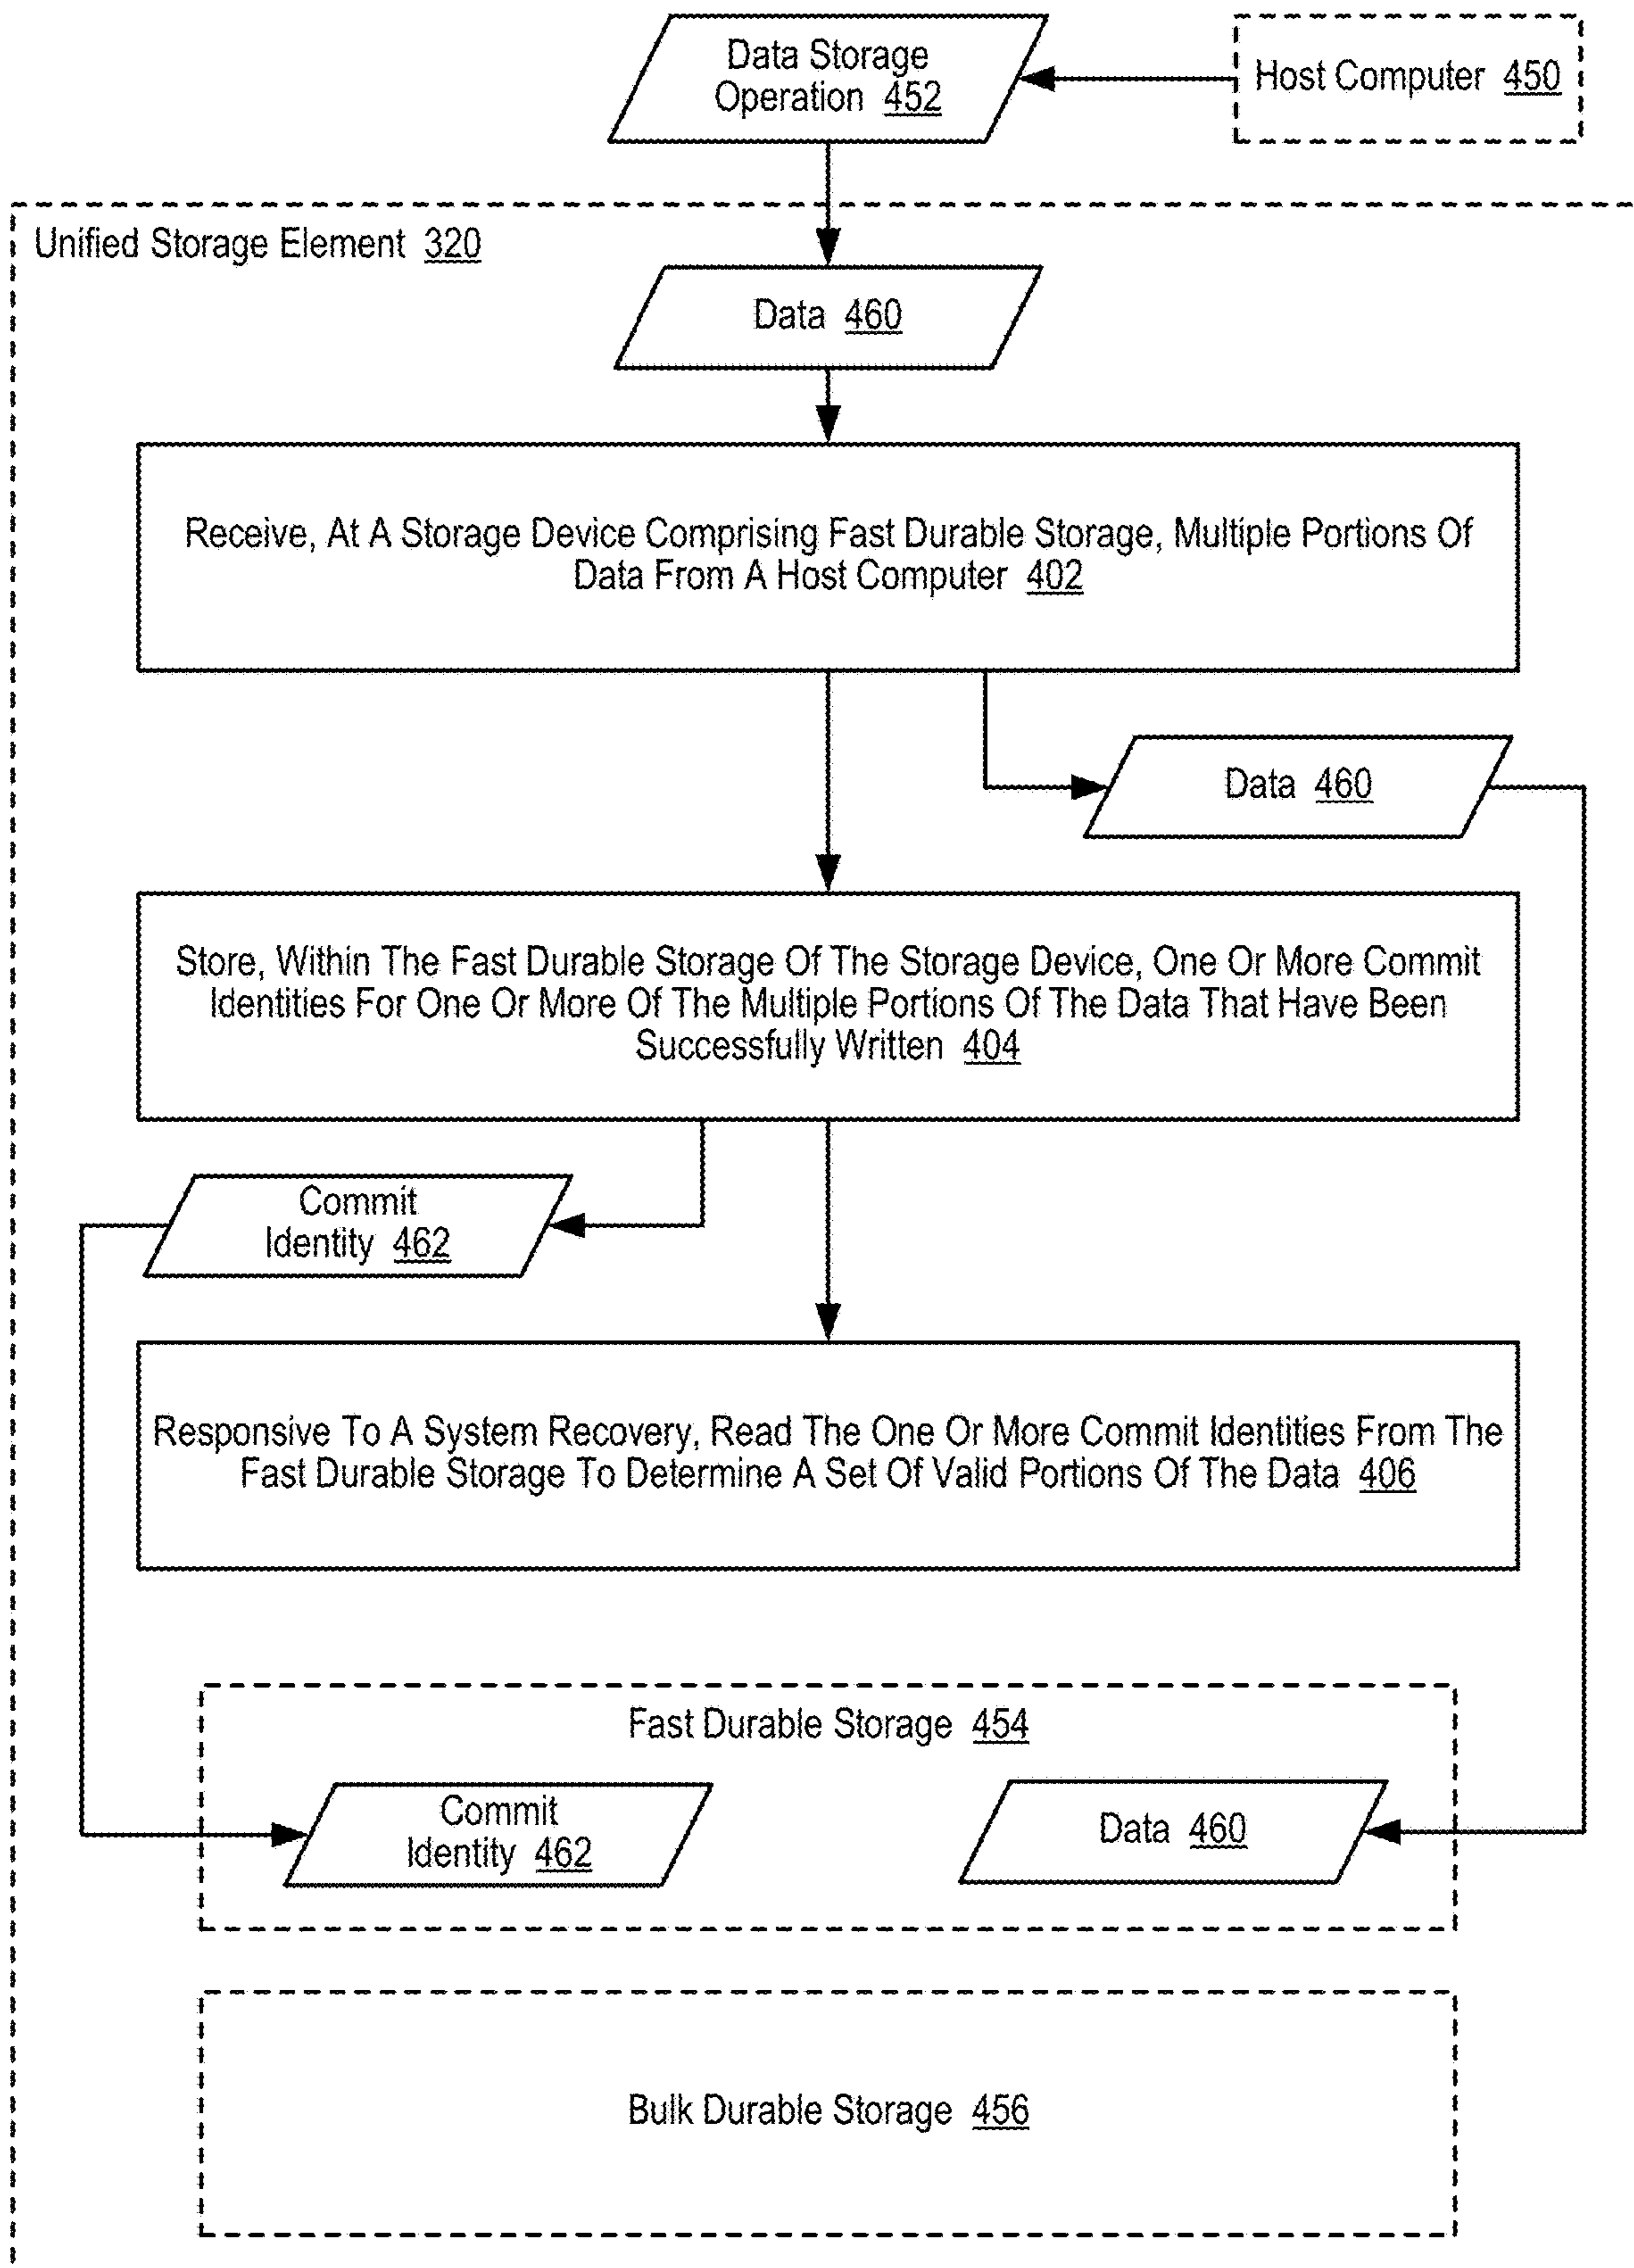 Data Storage
Operation 452
Host Computer 450
Unified Storage Element 320
Data 460
Receive, At A Storage Device Comprising Fast Durable Storage, Multiple Portions Of
Data From A Host Computer 402
Data 460
Store, Within The Fast Durable Storage Of The Storage Device, One Or More Commit
Identities For One Or More Of The Multiple Portions Of The Data That Have Been
Successfully Written 404
Commit
Identity 462
Responsive To A System Recovery, Read The One Or More Commit Identities From The
Fast Durable Storage To Determine A Set Of Valid Portions Of The Data 406
Fast Durable Storage 454
Commit
Identity 462
Data 460
Bulk Durable Storage 456